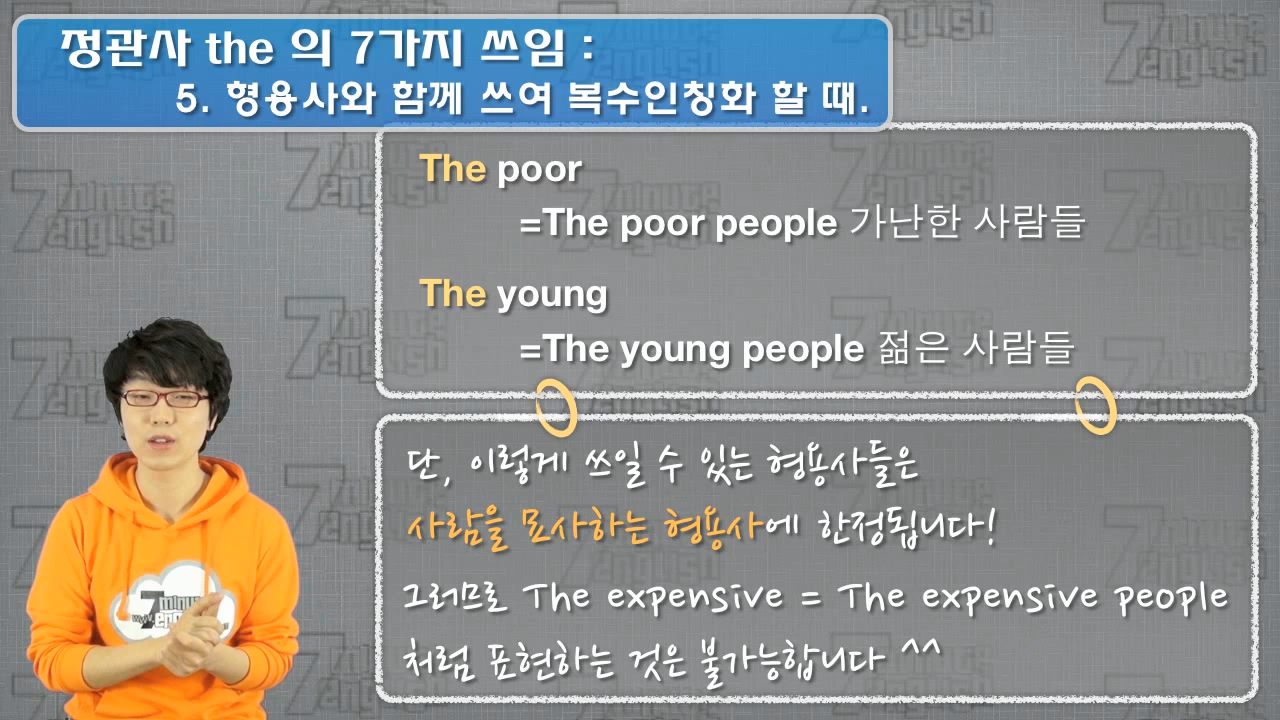 정관사 the 의 7가지 쓰임 :
5. 형용사와 함께 쓰여 복수인칭화 할 때.
The poor
=The poor people 가난한 사람들
The young
=The young people 젊은 사람들
단, 이렇게 쓰일 수 있는 형용사들은
사람을 묘사하는 형용사에 한정됩니다!
그러므로 The expensive = The expensive people
처럼 표현하는 것은 불가능합니다 ^^
7minute
english